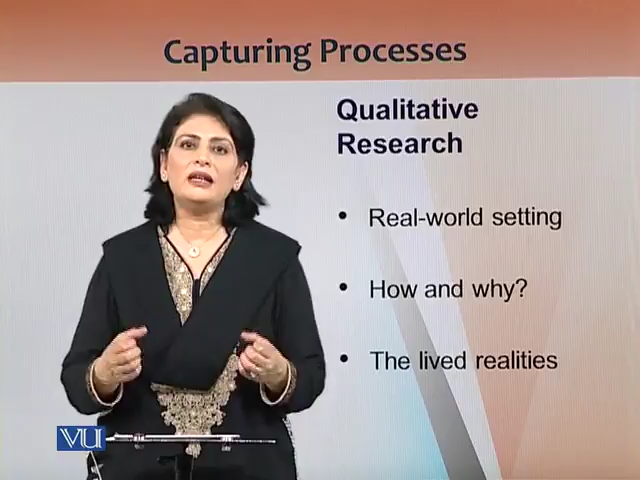 Capturing Processes
Qualitative
Research
• Real-world setting
• How and why?
• The lived realities
VU